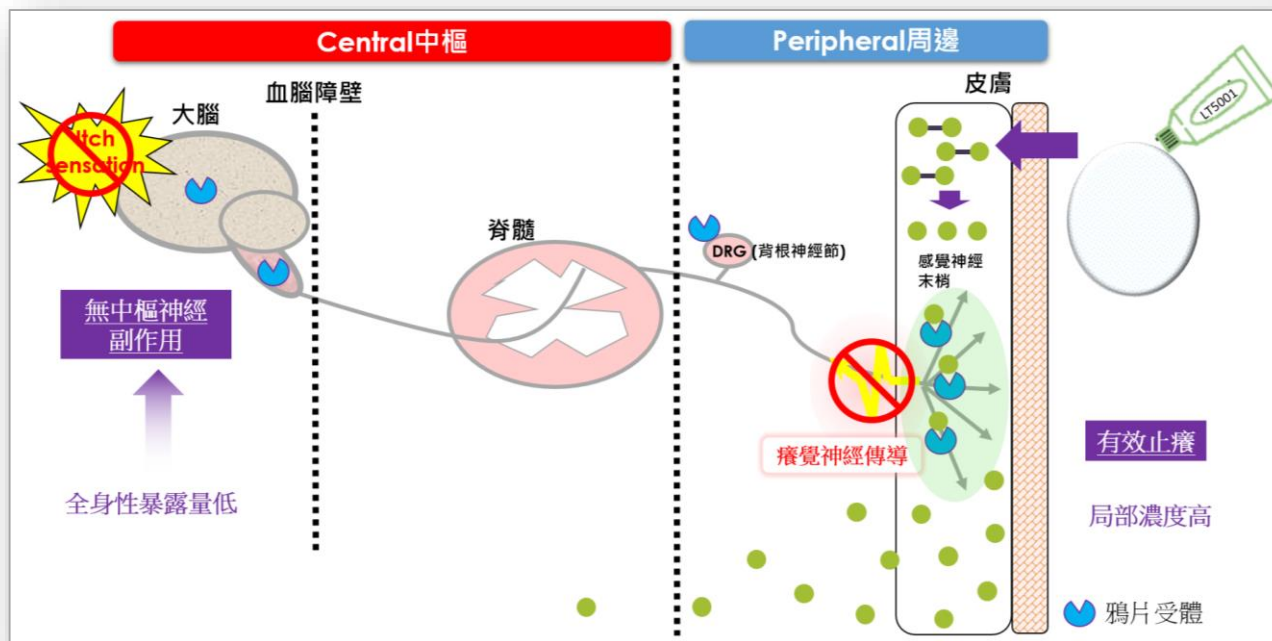 Central中樞
Peripheral周邊
血腦障壁
大腦
皮膚
LT5001
Itch
sensation
脊髓
DRG (背根神經節)
感覺神經
末梢
無中樞神經
副作用
癢覺神經傳導
有效止癢
全身性暴露量低
局部濃度高
鴉片受體